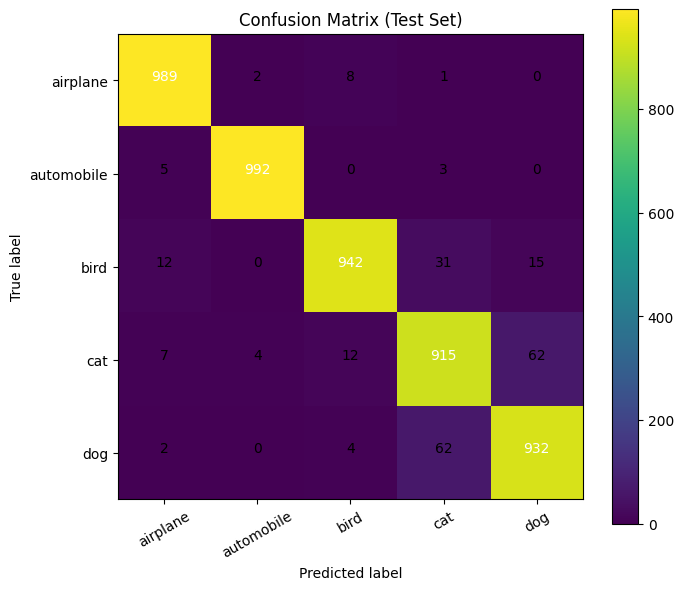 Confusion Matrix (Test Set)
airplane 989 2 8 1 0
automobile 5 992 0 3 0
bird 12 0 942 31 15
cat 7 4 12 915 62
dog 2 0 4 62 932
airplane automobile bird cat dog
Predicted label
True label
800
600
400
200
0